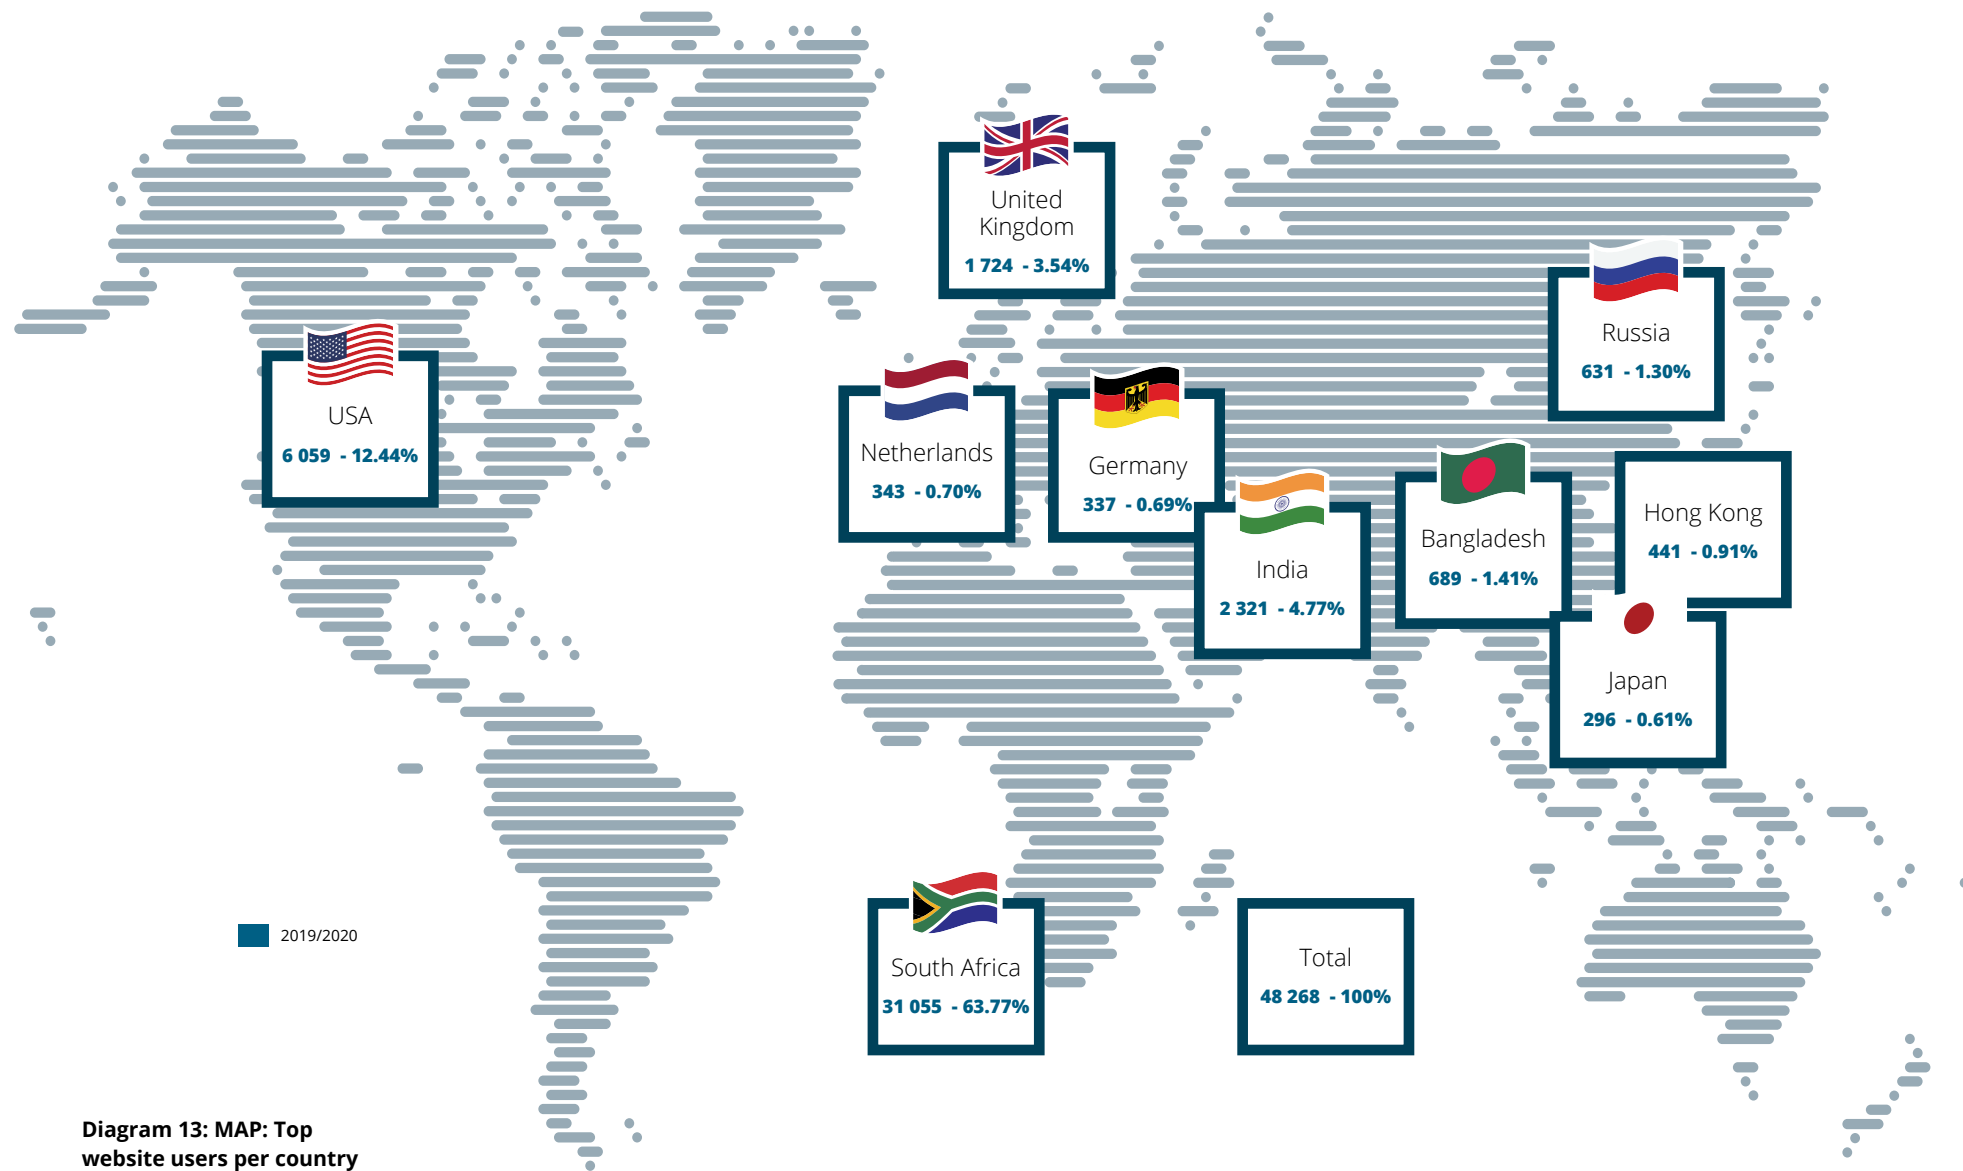 United
Kingdom
1 724 - 3.54%
Russia
631 - 1.30%
USA
6 059 - 12.44%
Netherlands
343 - 0.70%
Germany
337 - 0.69%
Hong Kong
441 - 0.91%
Bangladesh
689 - 1.41%
India
2 321 - 4.77%
Japan
296 - 0.61%
2019/2020
South Africa
31 055 - 63.77%
Total
48 268 - 100%
Diagram 13: MAP: Top
website users per country